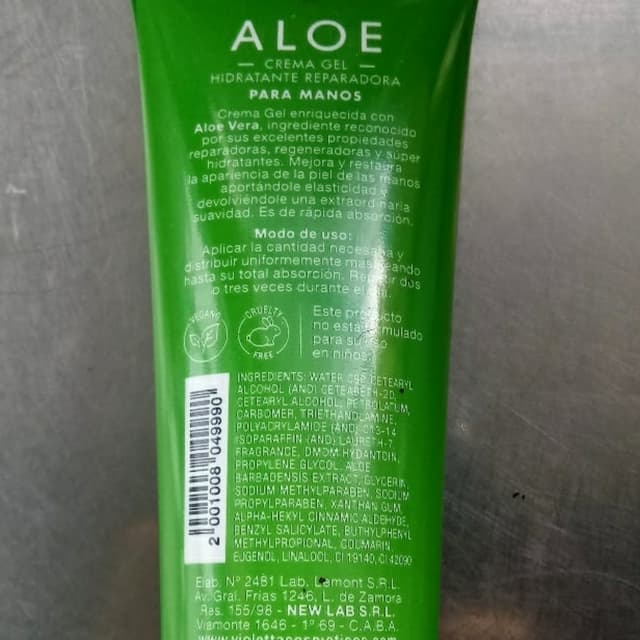 ALOE
CREMA GEL
HIDRATANTE REPARADORA
PARA MANOS
Crema Gel enriquecida con
Aloe Vera, ingrediente reconocido
por sus excelentes propiedades
reparadoras, regeneradoras y súper
hidratantes. Mejora y restaura
la apariencia de la piel de las manos
aportándole elasticidad y
devolviéndole una extraordinaria
suavidad. Es de rápida absorción.
Modo de uso:
Aplicar la cantidad necesaria y
distribuir uniformemente masajeando
hasta su total absorción. Repetir dos
o tres veces durante el día.
VEGANO
CRUELTY
FREE
Este producto
no está formulado
para su uso
en niños.
INGREDIENTS: WATER, CETEARYL
ALCOHOL (AND) CETEARETH-20,
CETEARYL ALCOHOL, PETROLATUM,
CARBOMER, TRIETHANOLAMINE,
POLYACRYLAMIDE (AND) C13-14
ISOPARAFFIN (AND) LAURETH-7
FRAGRANCE, DMDM HYDANTOIN,
PROPYLENE GLYCOL, ALOE
BARBADENSIS EXTRACT, GLYCERIN,
SODIUM METHYLPARABEN, SODIUM
PROPYLPARABEN, XANTHAN GUM,
ALPHA-HEXYL CINNAMIC ALDEHYDE,
BENZYL SALICYLATE, BUTHYLPHENYL
METHYLPROPIONAL, COUMARIN
EUGENOL, LINALOOL, CI 19140, CI 42090
2 001008 049990
Elab. Nº 2481 Lab. Lemont S.R.L.
Av. Gral. Frías 1246, L. de Zamora
Res. 155/98 - NEW LAB S.R.L.
Viamonte 1646 - 1º 69 - C.A.B.A.